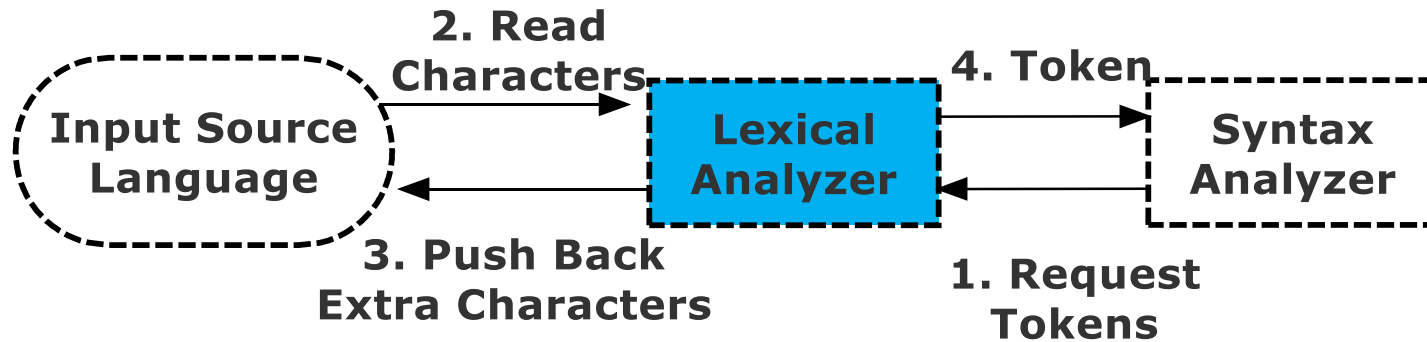 2. Read
Characters
4. Token
Input Source
Language
Lexical
Analyzer
Syntax
Analyzer
3. Push Back
Extra Characters
1. Request
Tokens